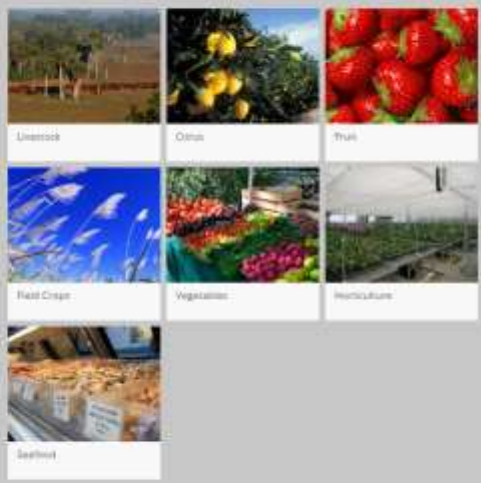 Livestock
Citrus
Fruit
Field Crops
Vegetables
Horticulture
Seafood